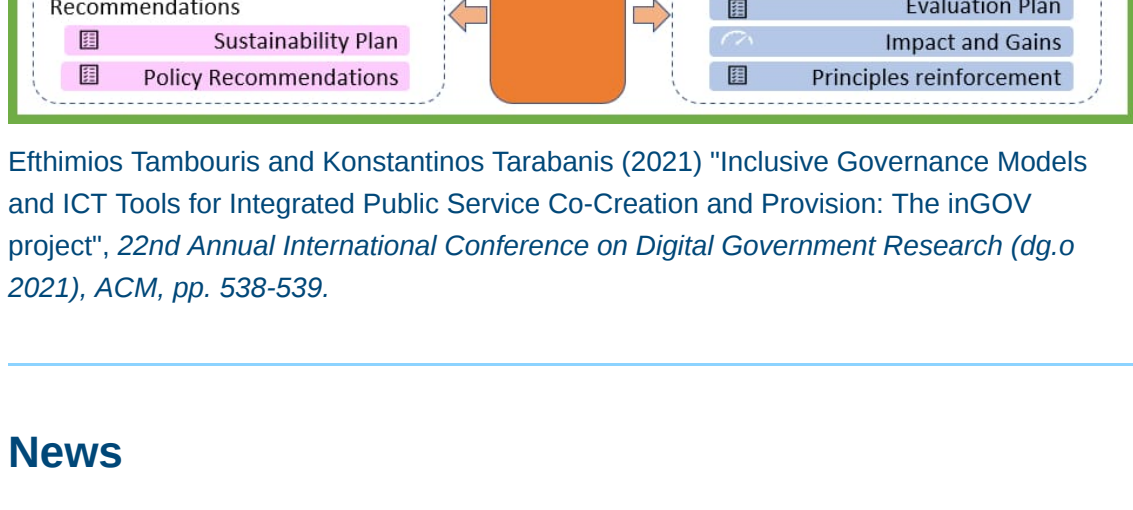 Recommendations
Sustainability Plan
Policy Recommendations
Evaluation Plan
Impact and Gains
Principles reinforcement
Efthimios Tambouris and Konstantinos Tarabanis (2021) "Inclusive Governance Models
and ICT Tools for Integrated Public Service Co-Creation and Provision: The inGOV
project", 22nd Annual International Conference on Digital Government Research (dg.o
2021), ACM, pp. 538-539.
News